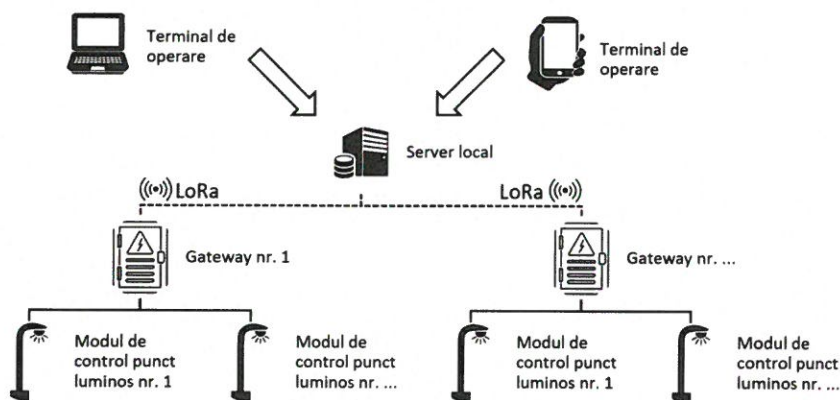 Terminal de
operare
Terminal de
operare
Server local
LoRa
LoRa
Gateway nr. 1
Gateway nr. ...
Modul de
control punct
luminos nr. 1
Modul de
control punct
luminos nr. ...
Modul de
control punct
luminos nr. 1
Modul de
control punct
luminos nr. ...